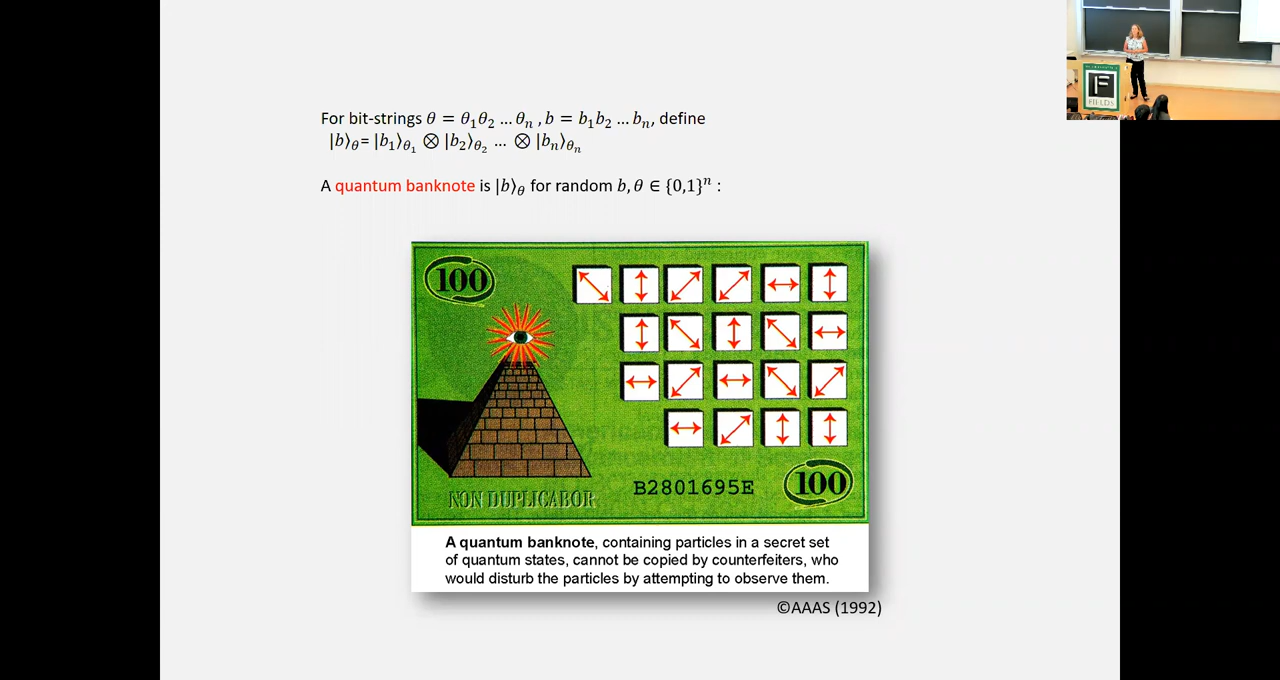 For bit-strings θ = θ₁θ₂ … θₙ , b = b₁b₂ … bₙ, define
|b⟩θ= |b₁⟩θ₁ ⊗ |b₂⟩θ₂ … ⊗ |bₙ⟩θₙ
A quantum banknote is |b⟩θ for random b, θ ∈ {0,1}ⁿ :
100
NON DUPLICABOR
B2801695E
100
A quantum banknote, containing particles in a secret set
of quantum states, cannot be copied by counterfeiters, who
would disturb the particles by attempting to observe them.
©AAAS (1992)
F
FIELDS